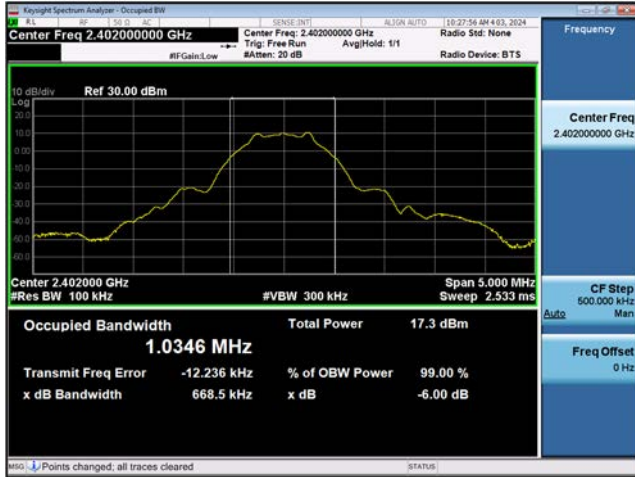 Keysight Spectrum Analyzer - Occupied BW
RL RF 50 Ω AC SENSE:INT ALIGN AUTO 10:27:56 AM
Center Freq 2.402000000 GHz
Center Freq: 2.402000000 GHz
Radio Std: None
Trig: Free Run Avg|Hold: 1/1
#IFGain:Low
#Atten: 20 dB
Radio Device: BTS
10 dB/div
Ref 30.00 dBm
Log
20.0
10.0
0.00
-10.0
-20.0
-30.0
-40.0
-50.0
-60.0
Center 2.402000 GHz
Span 5.000 MHz
#Res BW 100 kHz
#VBW 300 kHz
Sweep 2.533 ms
Occupied Bandwidth
Total Power 17.3 dBm
1.0346 MHz
Transmit Freq Error -12.236 kHz
% of OBW Power 99.00 %
x dB Bandwidth 668.5 kHz
x dB -6.00 dB
Frequency
Center Freq
2.402000000 GHz
CF Step
500.000 kHz
Auto Man
Freq Offset
0 Hz
MSG Points changed; all traces cleared
STATUS